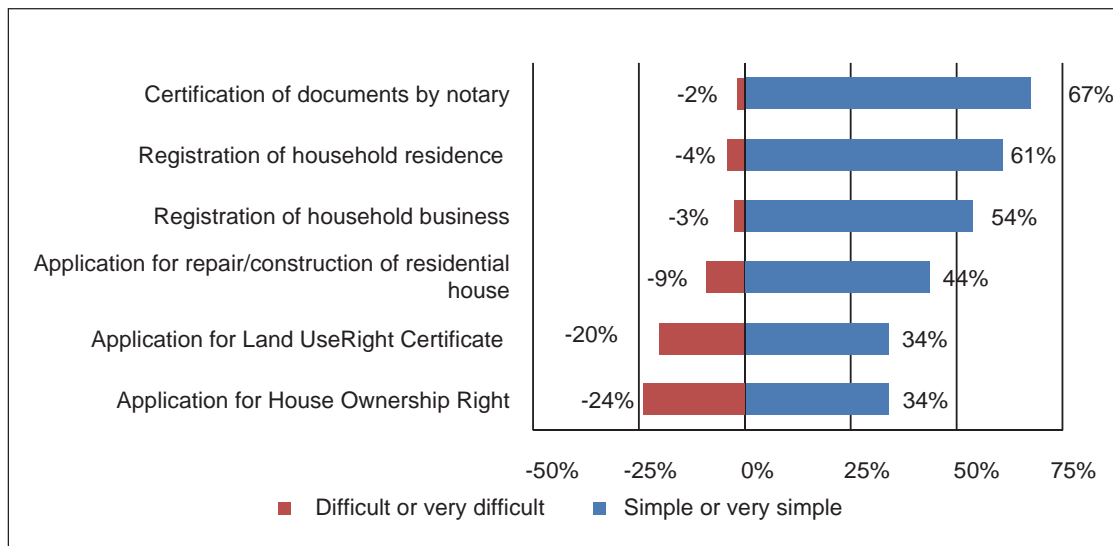 Certification of documents by notary -2% 67%
Registration of household residence -4% 61%
Registration of household business -3% 54%
Application for repair/construction of residential
house -9% 44%
Application for Land UseRight Certificate -20% 34%
Application for House Ownership Right -24% 34%
-50% -25% 0% 25% 50% 75%
Difficult or very difficult Simple or very simple